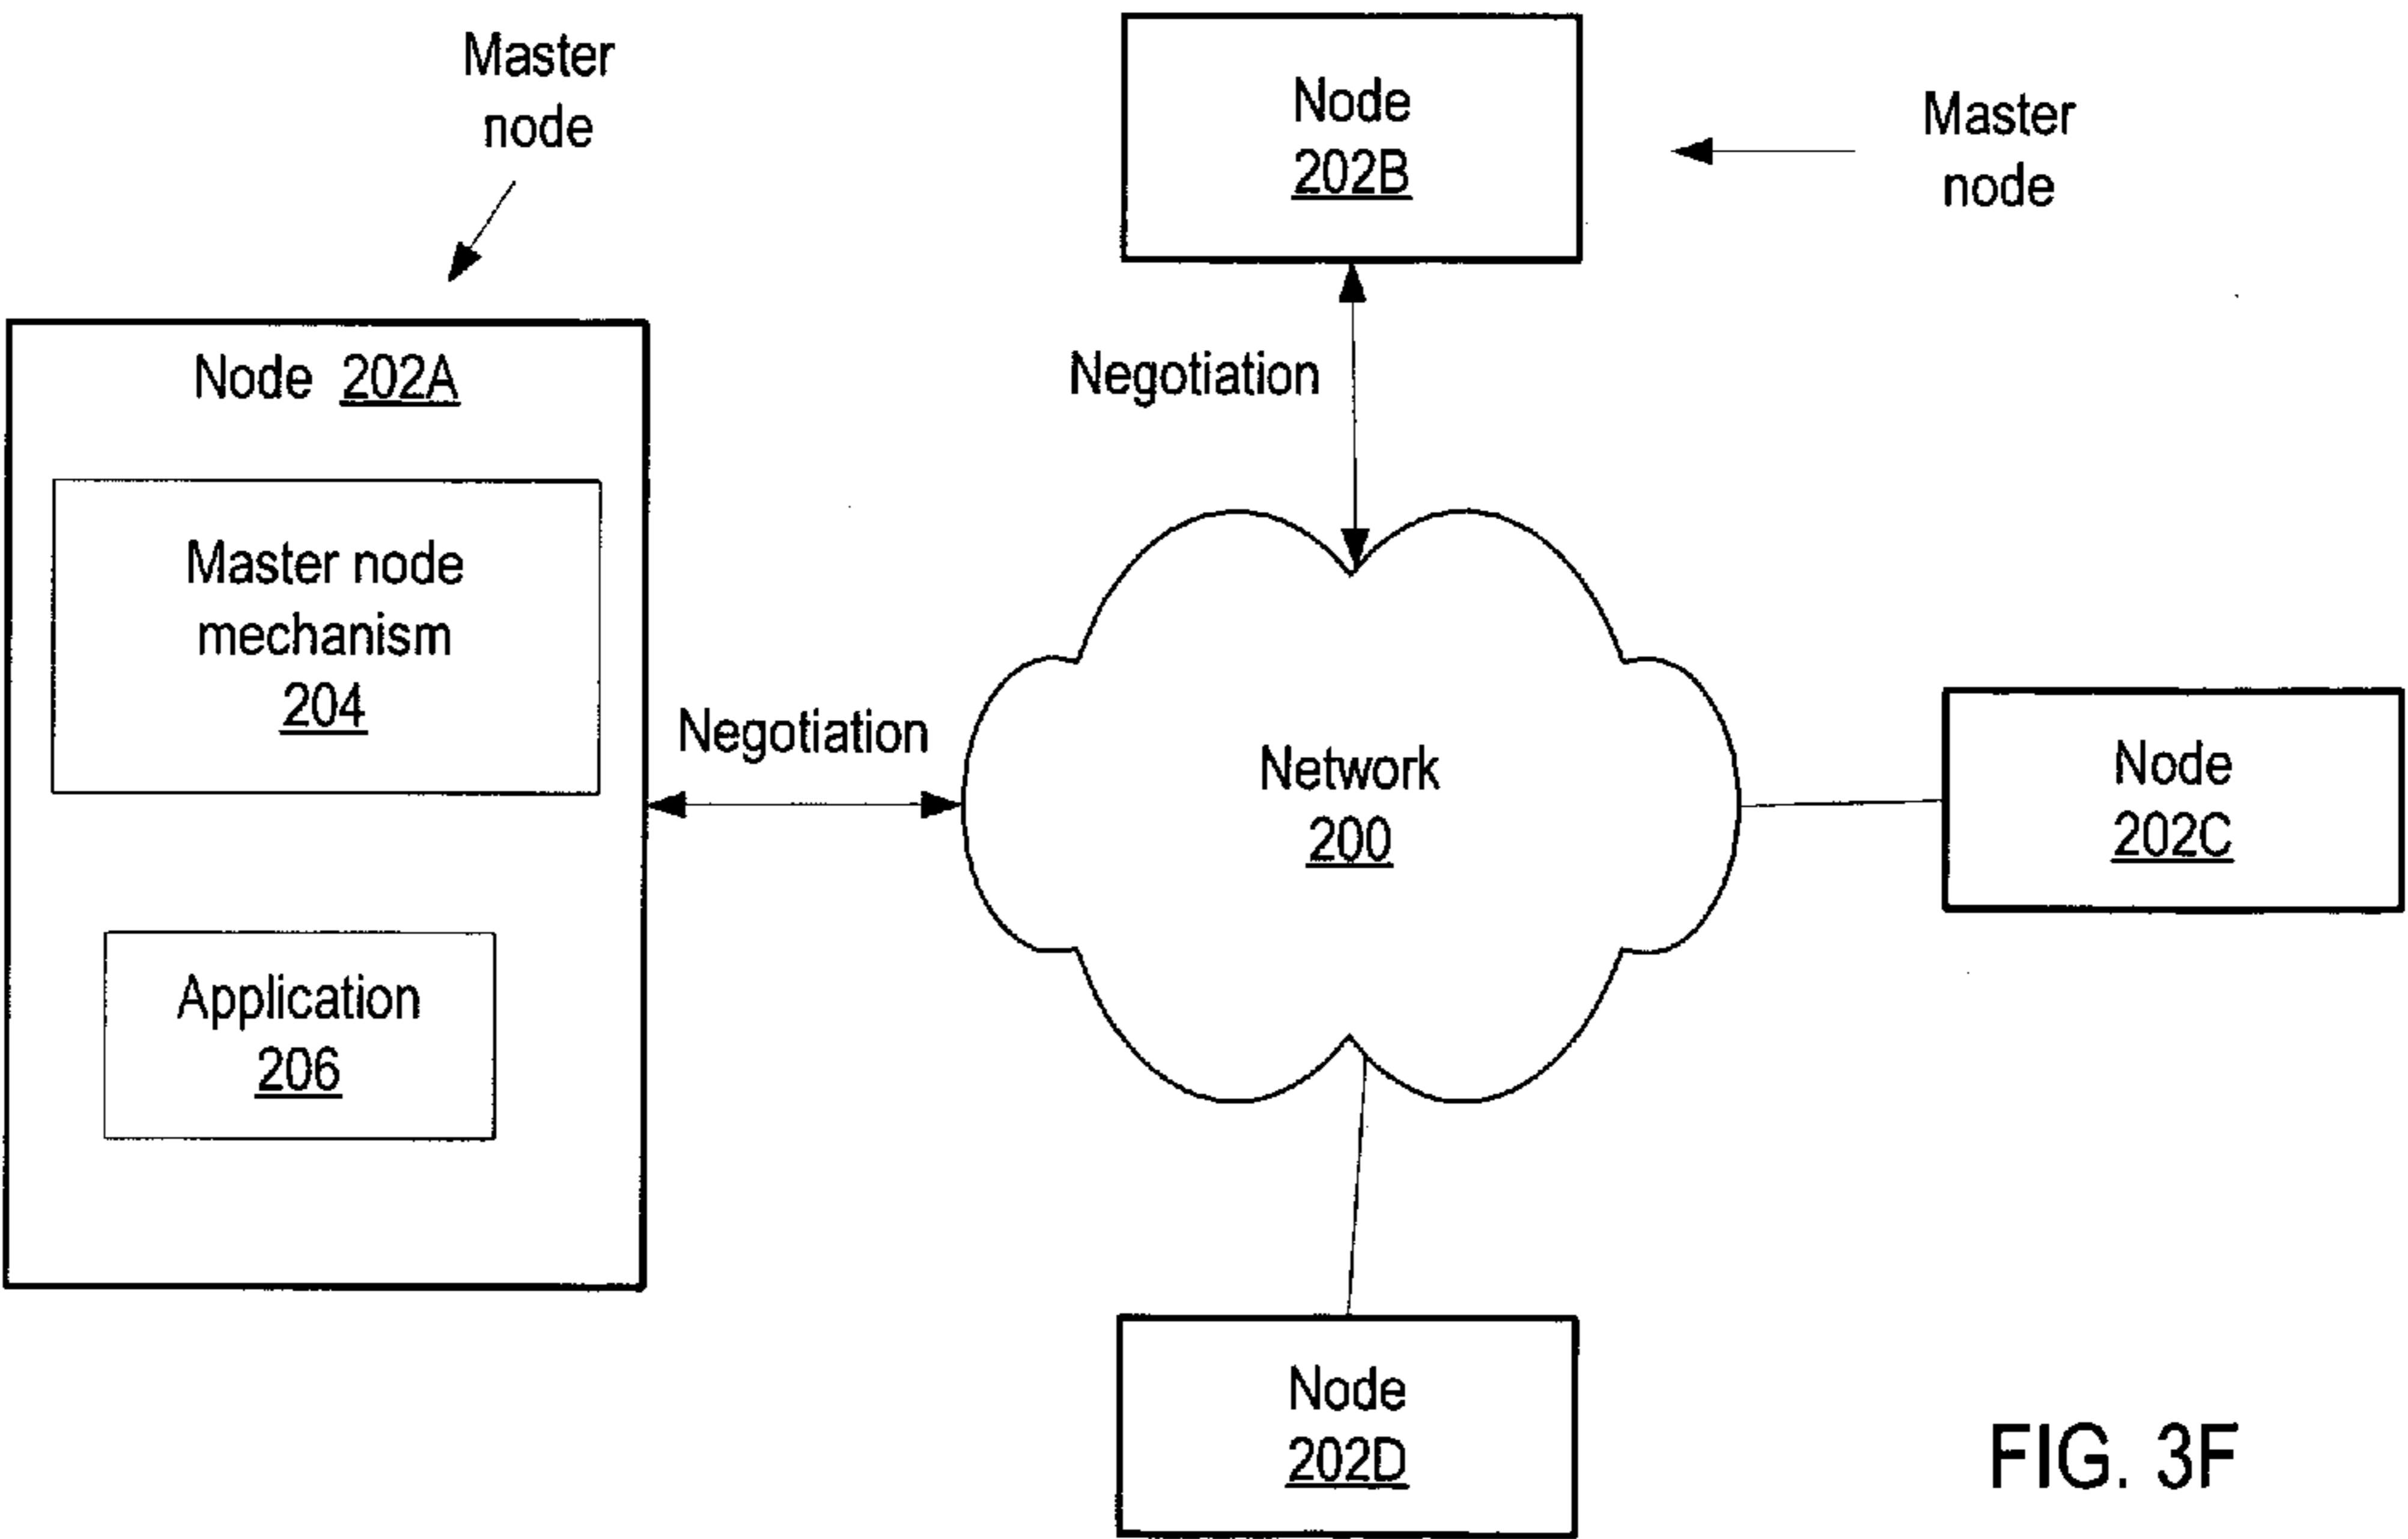 Master
node
Node
202B
Master
node
Node 202A
Negotiation
Master node
mechanism
204
Negotiation
Network
200
Node
202C
Application
206
Node
202D
FIG. 3F